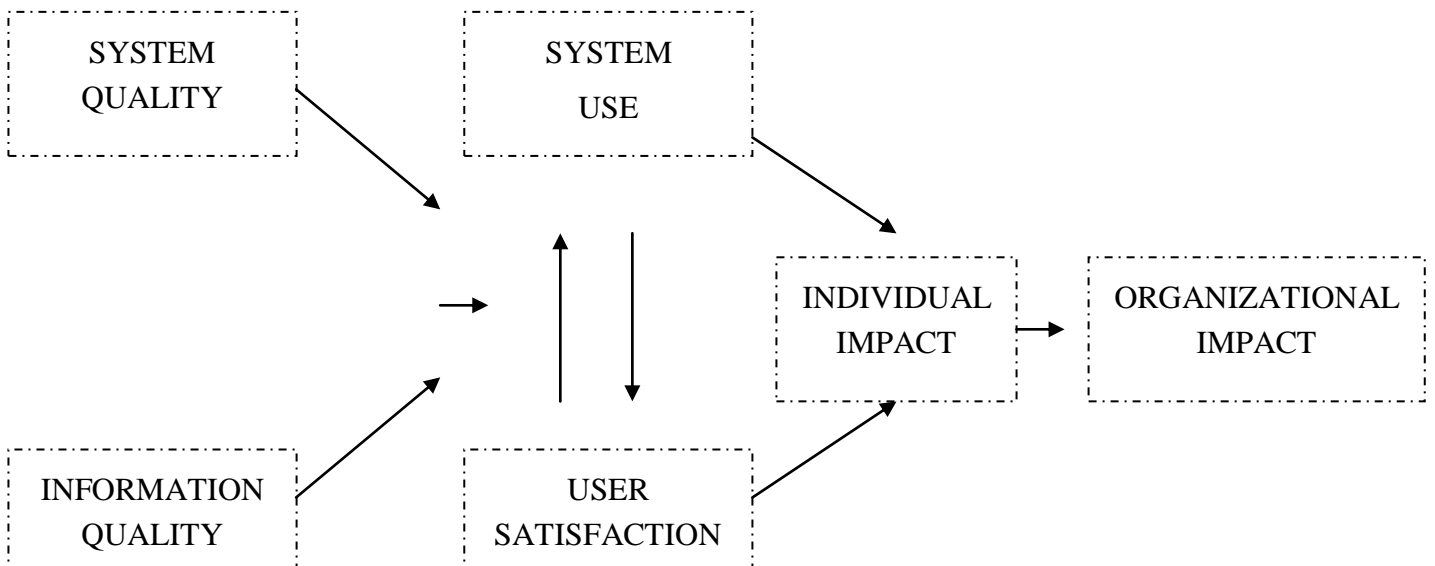 SYSTEM
QUALITY
SYSTEM
USE
INDIVIDUAL
IMPACT
ORGANIZATIONAL
IMPACT
INFORMATION
QUALITY
USER
SATISFACTION